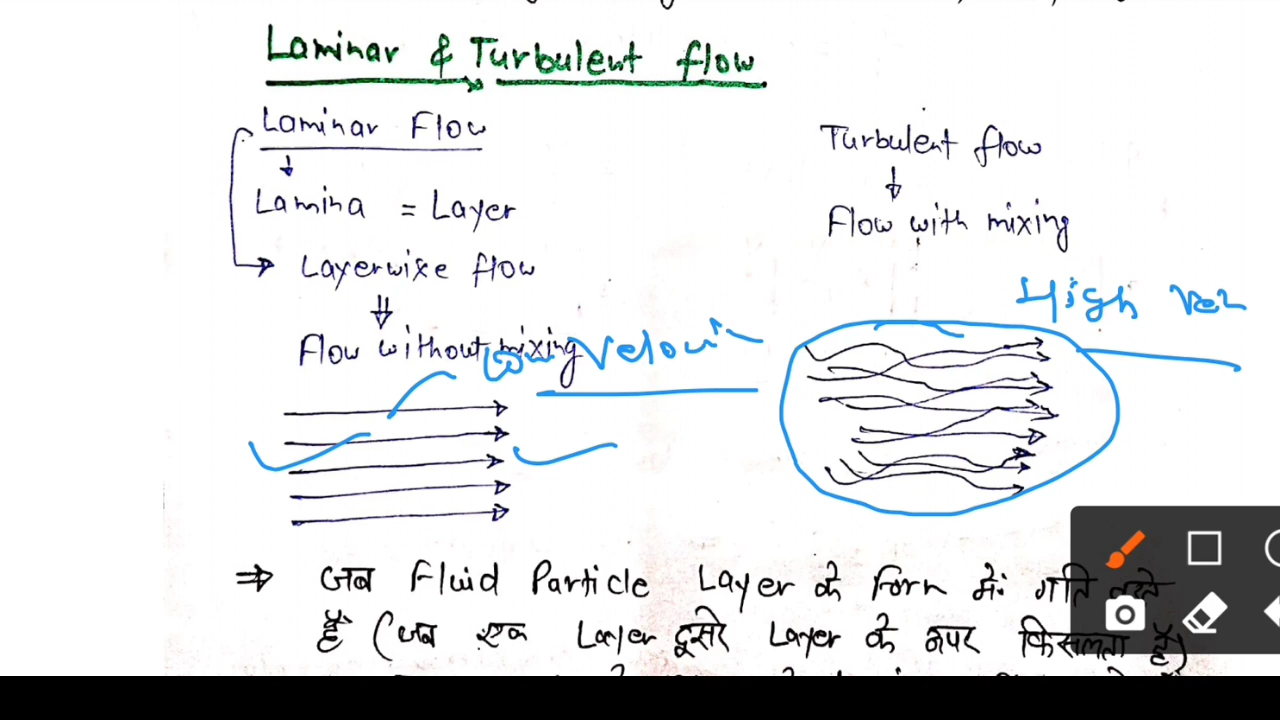 Laminar & Turbulent flow
Laminar Flow
Lamina = Layer
Layerwise flow
Flow without mixing
Low Velocit
Turbulent flow
Flow with mixing
High Vel
⇒ जब Fluid Particle Layer के Form में गति करते
हैं (जब एक Layer दूसरे Layer के ऊपर फिसलता है)